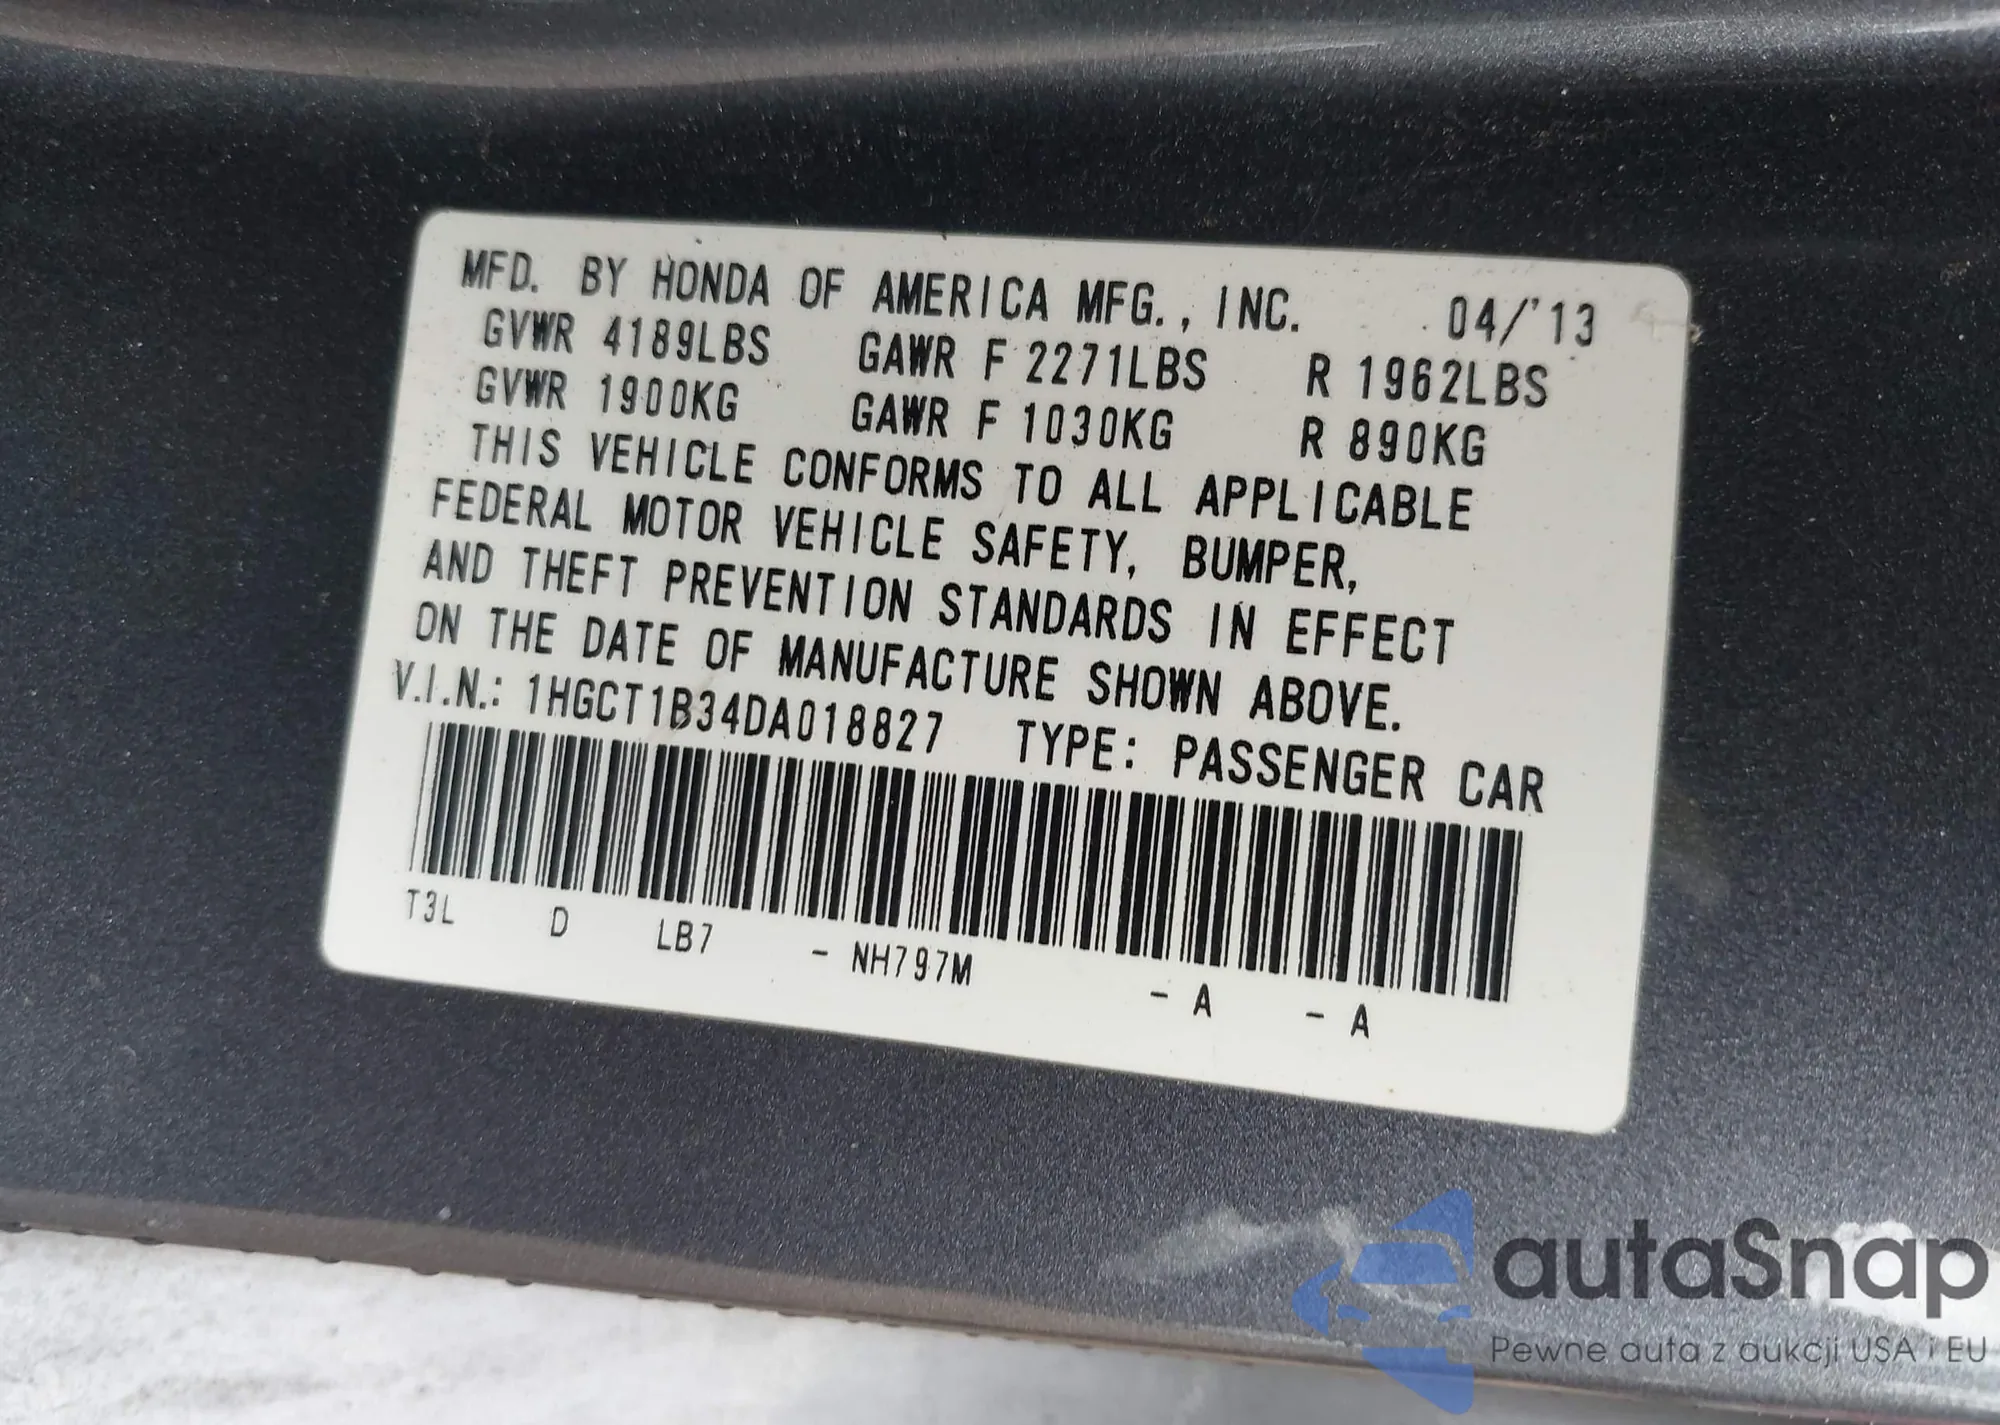 MFD. BY HONDA OF AMERICA MFG., INC. 04/'13
GVWR 4189LBS GAWR F 2271LBS R 1962LBS
GVWR 1900KG GAWR F 1030KG R 890KG
THIS VEHICLE CONFORMS TO ALL APPLICABLE
FEDERAL MOTOR VEHICLE SAFETY, BUMPER,
AND THEFT PREVENTION STANDARDS IN EFFECT
ON THE DATE OF MANUFACTURE SHOWN ABOVE.
V.I.N.: 1HGCT1B34DA018827 TYPE: PASSENGER CAR
T3L D LB7 - NH797M - A - A
autaSnap
Pewne auta z aukcji USA i EU